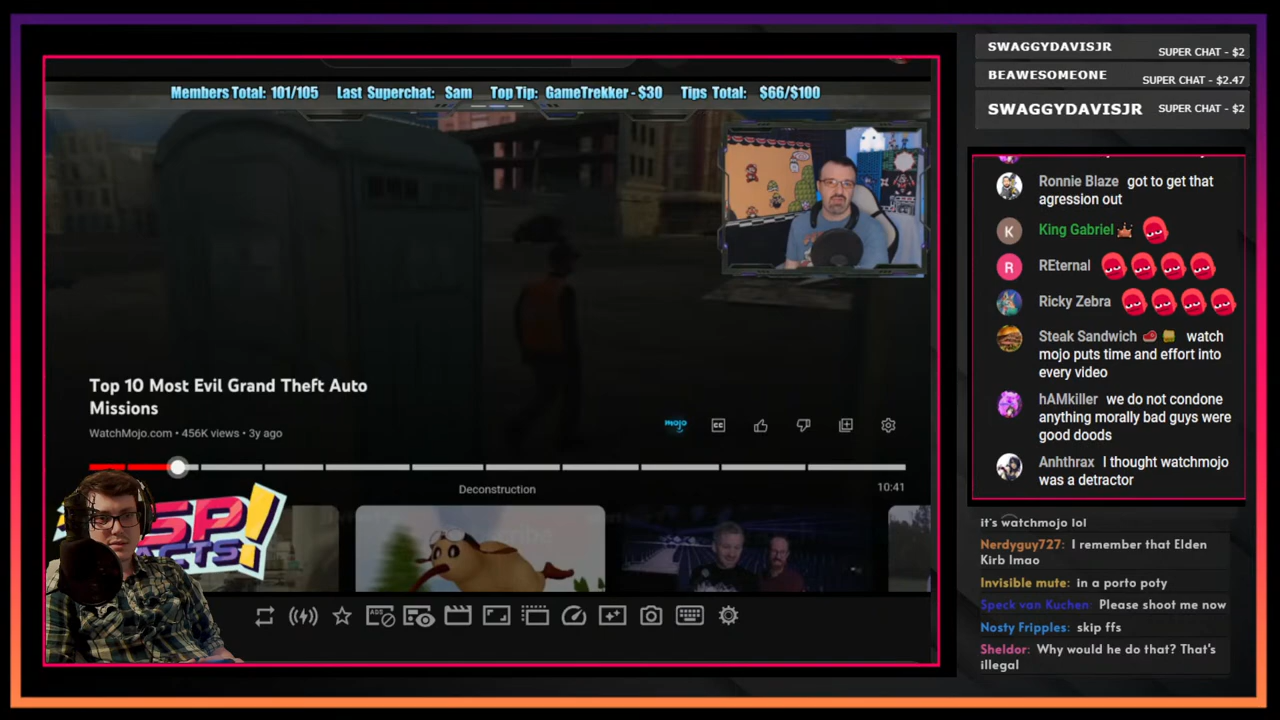 Members Total: 101/105 Last Superchat: Sam Top Tip: GameTrekker - $30 Tips Total: $66/$100
Top 10 Most Evil Grand Theft Auto
Missions
WatchMojo.com • 456K views • 3y ago
mojo
CC
Deconstruction
10:41
SP!
ACTS!
ADS
SWAGGYDAVISJR SUPER CHAT - $2
BEAWESOMEONE SUPER CHAT - $2.47
SWAGGYDAVISJR SUPER CHAT - $2
Ronnie Blaze got to get that
agression out
K King Gabriel
R REternal
Ricky Zebra
Steak Sandwich watch
mojo puts time and effort into
every video
hAMkiller we do not condone
anything morally bad guys were
good doods
Anhthrax I thought watchmojo
was a detractor
it's watchmojo lol
Nerdyguy727: I remember that Elden
Kirb lmao
Invisible mute: in a porto poty
Speck van Kuchen: Please shoot me now
Nosty Fripples: skip ffs
Sheldor: Why would he do that? That's
illegal